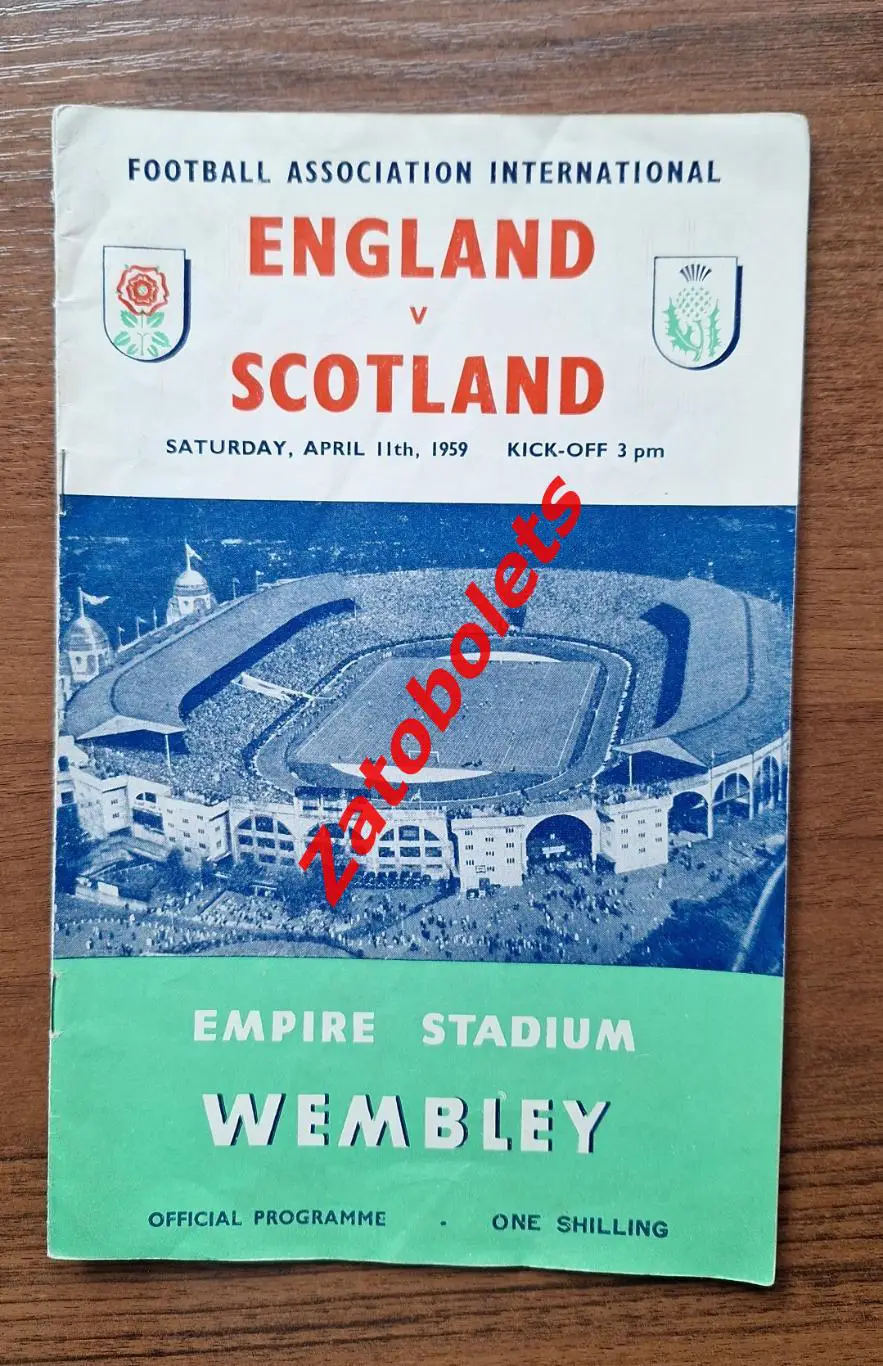 FOOTBALL ASSOCIATION INTERNATIONAL
ENGLAND
v
SCOTLAND
SATURDAY, APRIL 11th, 1959 KICK-OFF 3 pm
Zatobolets
EMPIRE STADIUM
WEMBLEY
OFFICIAL PROGRAMME - ONE SHILLING